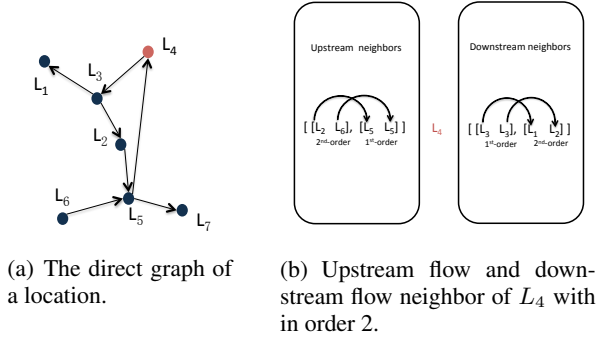 L₁
L₃
L₄
L₂
L₆
L₅
L₇
(a) The direct graph of
a location.
Upstream neighbors
[ [L₂ L₆], [L₅ L₅] ]
2nd-order 1st-order
L₄
Downstream neighbors
[ [L₃ L₃], [L₁ L₂] ]
1st-order 2nd-order
(b) Upstream flow and down-
stream flow neighbor of L₄ with
in order 2.